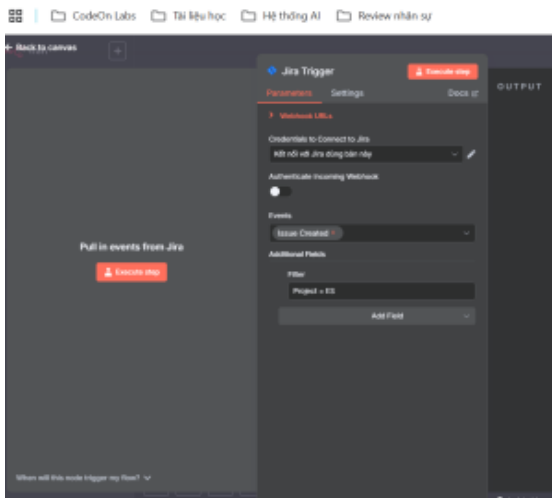 CodeOn Labs
Tài liệu học
Hệ thống AI
Review nhân sự
← Back to canvas
Jira Trigger
Execute step
Parameters
Settings
Docs
OUTPUT
Webhook URLs
Credentials to Connect to Jira
Kết nối với Jira dùng bản này
Authenticate Incoming Webhook
Events
Issue Created
Pull in events from Jira
Additional Fields
Execute step
Filter
Project = ES
Add Field
When will this node trigger my flow?